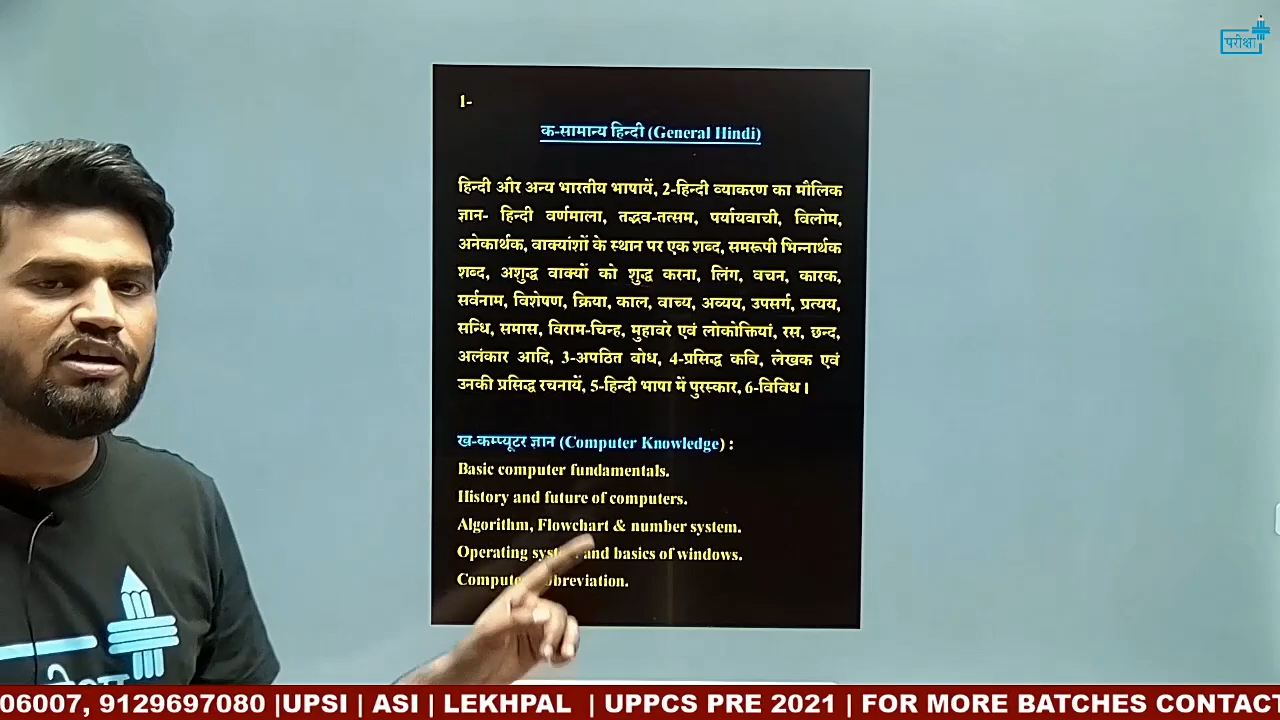 परीक्षा
1-
क-सामान्य हिन्दी (General Hindi)
हिन्दी और अन्य भारतीय भाषायें, 2-हिन्दी व्याकरण का मौलिक
ज्ञान- हिन्दी वर्णमाला, तद्भव-तत्सम, पर्यायवाची, विलोम,
अनेकार्थक, वाक्यांशों के स्थान पर एक शब्द, समरूपी भिन्नार्थक
शब्द, अशुद्ध वाक्यों को शुद्ध करना, लिंग, वचन, कारक,
सर्वनाम, विशेषण, क्रिया, काल, वाच्य, अव्यय, उपसर्ग, प्रत्यय,
सन्धि, समास, विराम-चिन्ह, मुहावरे एवं लोकोक्तियां, रस, छन्द,
अलंकार आदि, 3-अपठित बोध, 4-प्रसिद्ध कवि, लेखक एवं
उनकी प्रसिद्ध रचनायें, 5-हिन्दी भाषा में पुरस्कार, 6-विविध।
ख-कम्प्यूटर ज्ञान (Computer Knowledge) :
Basic computer fundamentals.
History and future of computers.
Algorithm, Flowchart & number system.
Operating and basics of windows.
06007, 9129697080 |UPSI | ASI | LEKHPAL | UPPCS PRE 2021 | FOR MORE BATCHES CONTACT